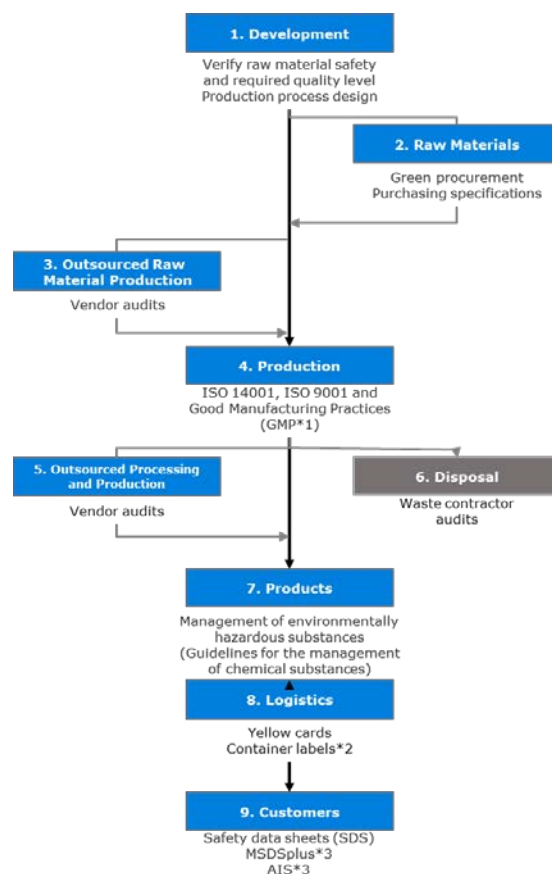 1. Development
Verify raw material safety
and required quality level
Production process design
2. Raw Materials
Green procurement
Purchasing specifications
3. Outsourced Raw
Material Production
Vendor audits
4. Production
ISO 14001, ISO 9001 and
Good Manufacturing Practices
(GMP*1)
5. Outsourced Processing
and Production
Vendor audits
6. Disposal
Waste contractor
audits
7. Products
Management of environmentally
hazardous substances
(Guidelines for the management
of chemical substances)
8. Logistics
Yellow cards
Container labels*2
9. Customers
Safety data sheets (SDS)
MSDSplus*3
AIS*3